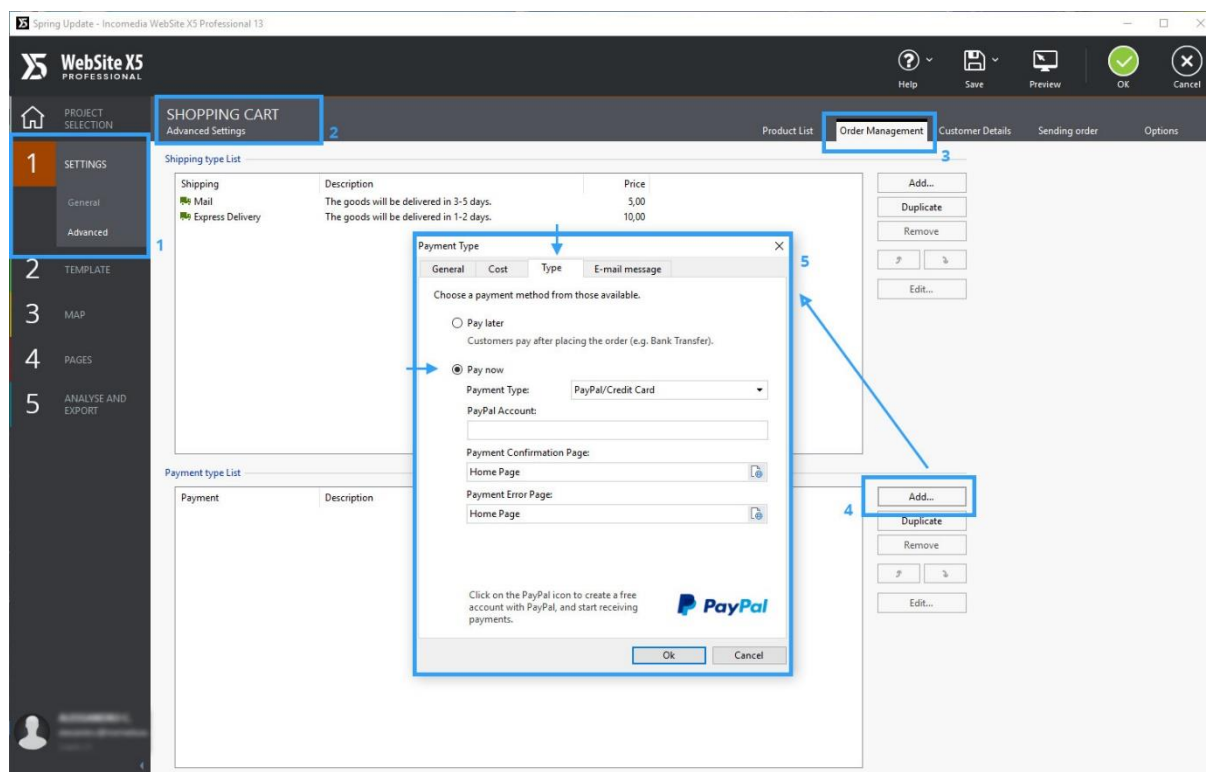 Spring Update - Incomedia WebSite X5 Professional 13
WebSite X5
PROFESSIONAL
Help
Save
Preview
OK
Cancel
PROJECT
SELECTION
SHOPPING CART
Advanced Settings
2
Product List
Order Management
Customer Details
Sending order
Options
3
1
SETTINGS
General
Advanced
1
2
TEMPLATE
3
MAP
4
PAGES
5
ANALYSE AND
EXPORT
Shipping type List
Shipping Description Price
Mail The goods will be delivered in 3-5 days. 5,00
Express Delivery The goods will be delivered in 1-2 days. 10,00
Add...
Duplicate
Remove
Edit...
Payment Type
5
General Cost Type E-mail message
Choose a payment method from those available.
Pay later
Customers pay after placing the order (e.g. Bank Transfer).
Pay now
Payment Type: PayPal/Credit Card
PayPal Account:
Payment Confirmation Page:
Home Page
Payment Error Page:
Home Page
Click on the PayPal icon to create a free
account with PayPal, and start receiving
payments.
PayPal
Ok
Cancel
Payment type List
Payment Description
4
Add...
Duplicate
Remove
Edit...